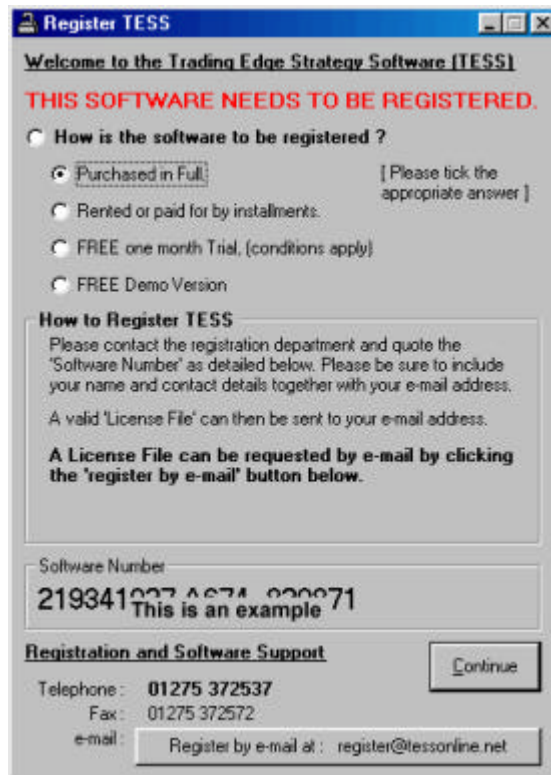 Register TESS
Welcome to the Trading Edge Strategy Software (TESS)
THIS SOFTWARE NEEDS TO BE REGISTERED.
How is the software to be registered ?
Purchased in Full.
[ Please tick the
appropriate answer ]
Rented or paid for by installments.
FREE one month Trial, (conditions apply)
FREE Demo Version
How to Register TESS
Please contact the registration department and quote the
'Software Number' as detailed below. Please be sure to include
your name and contact details together with your e-mail address.
A valid 'License File' can then be sent to your e-mail address.
A License File can be requested by e-mail by clicking
the 'register by e-mail' button below.
Software Number
219341
71
This is an example
Registration and Software Support
Continue
Telephone : 01275 372537
Fax : 01275 372572
e-mail : Register by e-mail at : register@tessonline.net